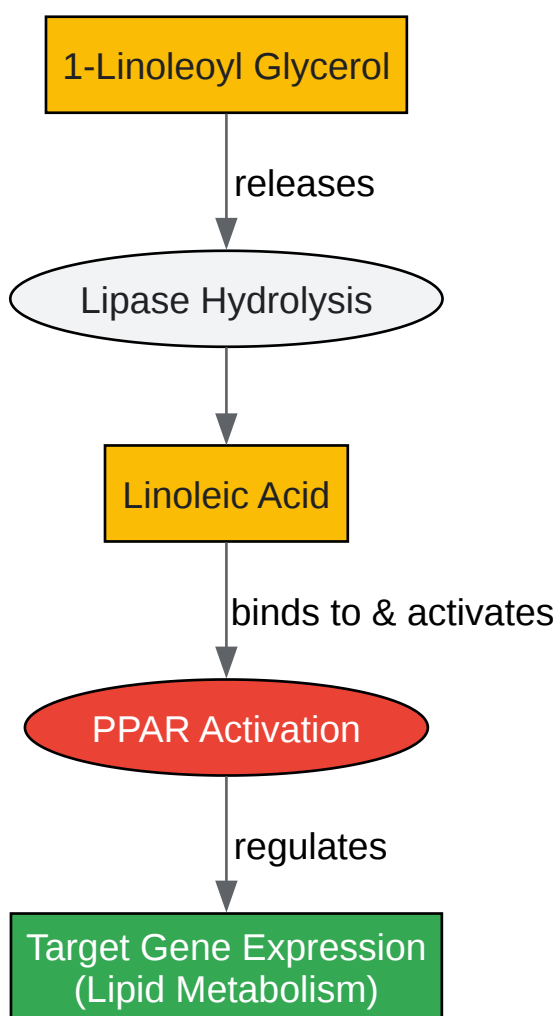 1-Linoleoyl Glycerol
releases
Lipase Hydrolysis
Linoleic Acid
binds to & activates
PPAR Activation
regulates
Target Gene Expression
(Lipid Metabolism)